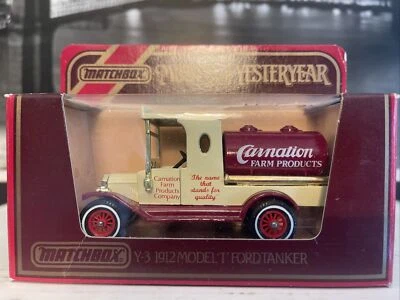 MATCHBOX
YESTERYEAR
Carnation
FARM PRODUCTS
Carnation
Farm
Products
Company
"The name
that
stands for
quality"
MATCHBOX
Y-3 1912 MODEL 'T' FORD TANKER